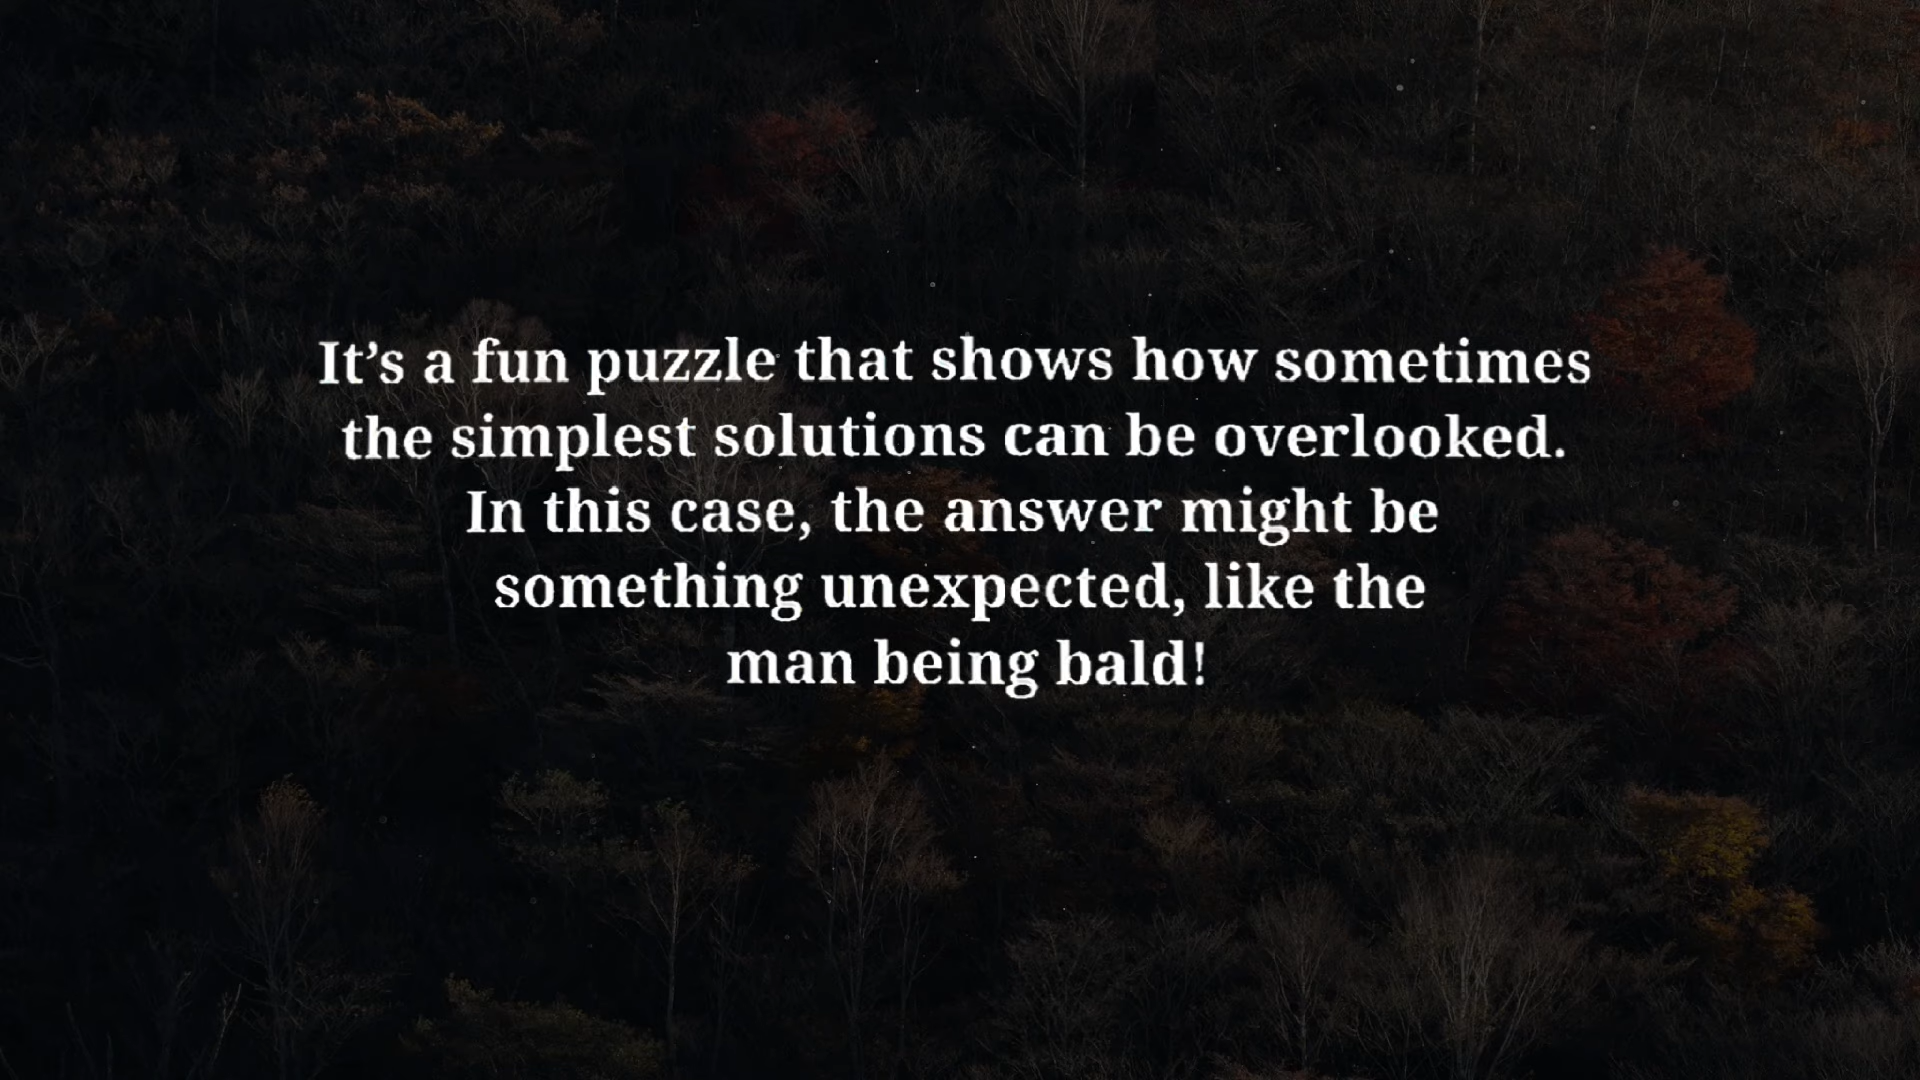 It’s a fun puzzle that shows how sometimes
the simplest solutions can be overlooked.
In this case, the answer might be
something unexpected, like the
man being bald!